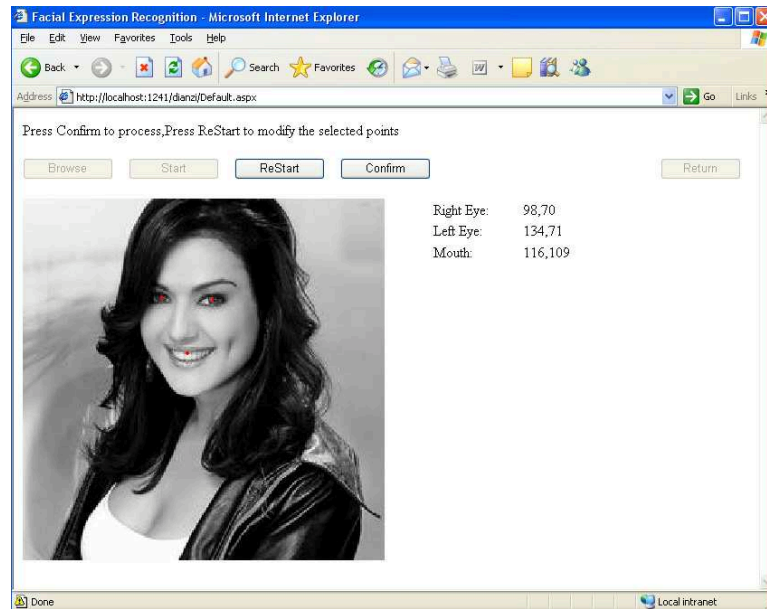 Facial Expression Recognition - Microsoft Internet Explorer
File Edit View Favorites Tools Help
Back Search Favorites
Address http://localhost:1241/dianzi/Default.aspx Go Links
Press Confirm to process,Press ReStart to modify the selected points
Browse Start ReStart Confirm Return
Right Eye: 98,70
Left Eye: 134,71
Mouth: 116,109
Done Local intranet